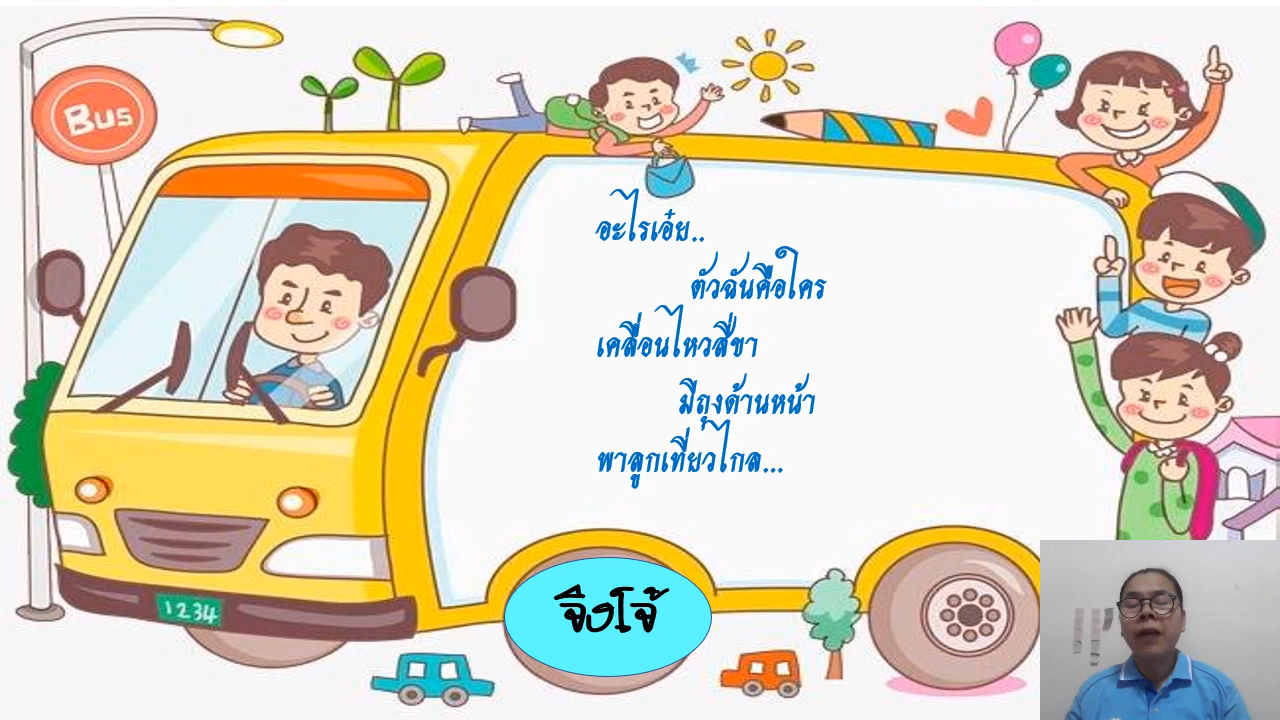 Bus
อะไรเอ๋ย..
ตัวฉันคือใคร
เคลื่อนไหวสี่ขา
มีถุงด้านหน้า
พาลูกเที่ยวไกล...
จิงโจ้
1234